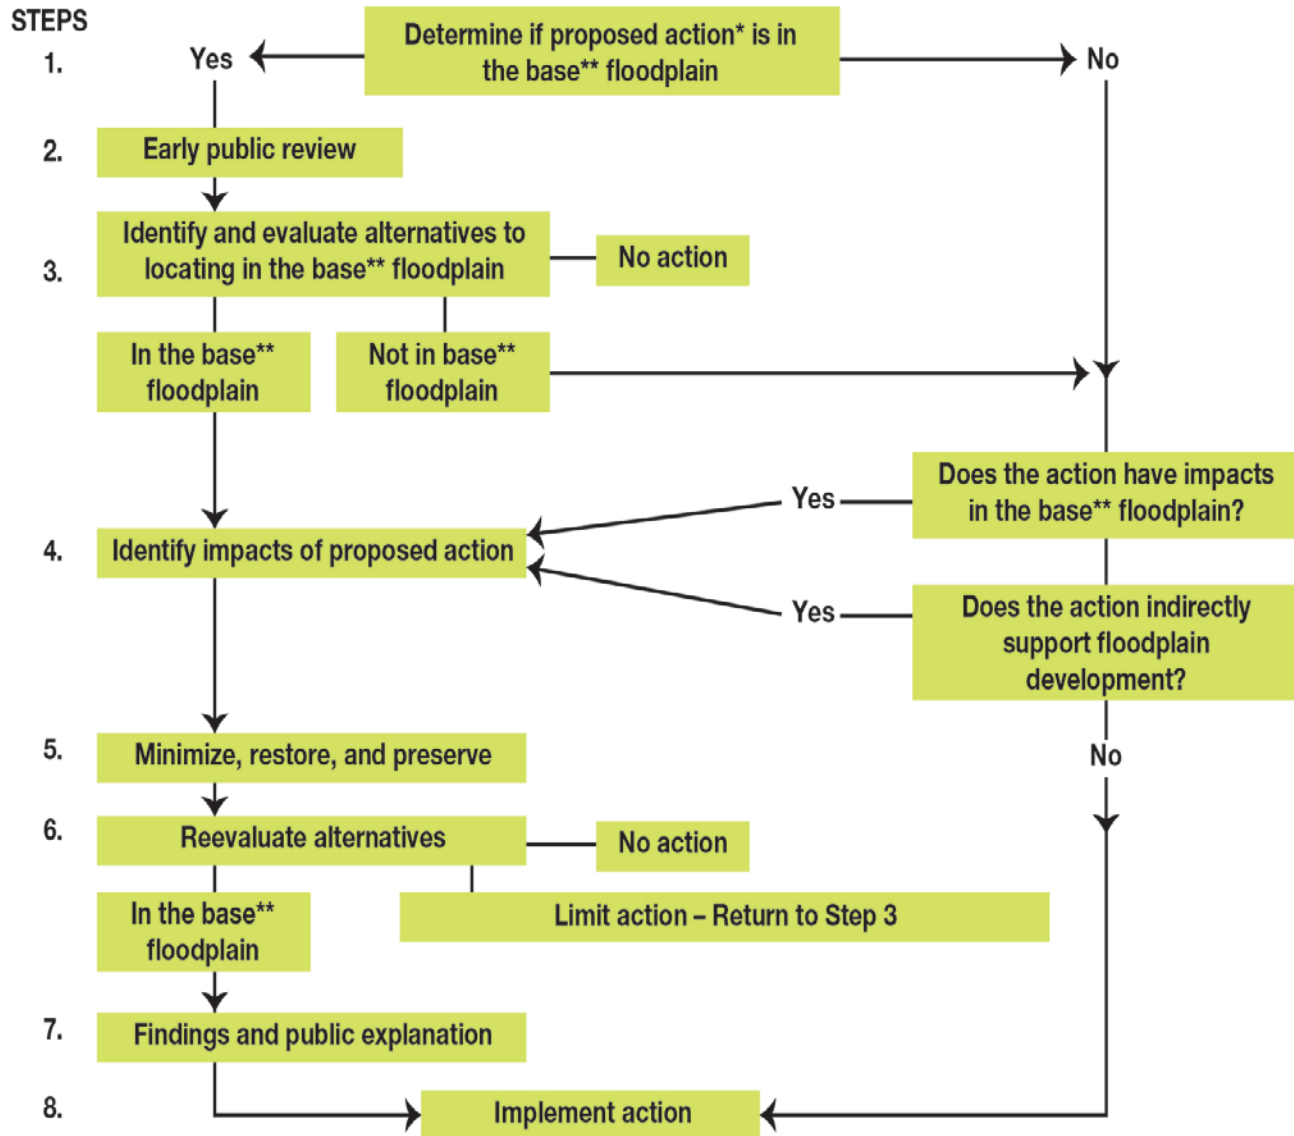 STEPS
1.
Yes
Determine if proposed action* is in
the base** floodplain
No
2.
Early public review
3.
Identify and evaluate alternatives to
locating in the base** floodplain
No action
In the base**
floodplain
Not in base**
floodplain
Does the action have impacts
in the base** floodplain?
Yes
4.
Identify impacts of proposed action
Yes
Does the action indirectly
support floodplain
development?
No
5.
Minimize, restore, and preserve
6.
Reevaluate alternatives
No action
In the base**
floodplain
Limit action – Return to Step 3
7.
Findings and public explanation
8.
Implement action